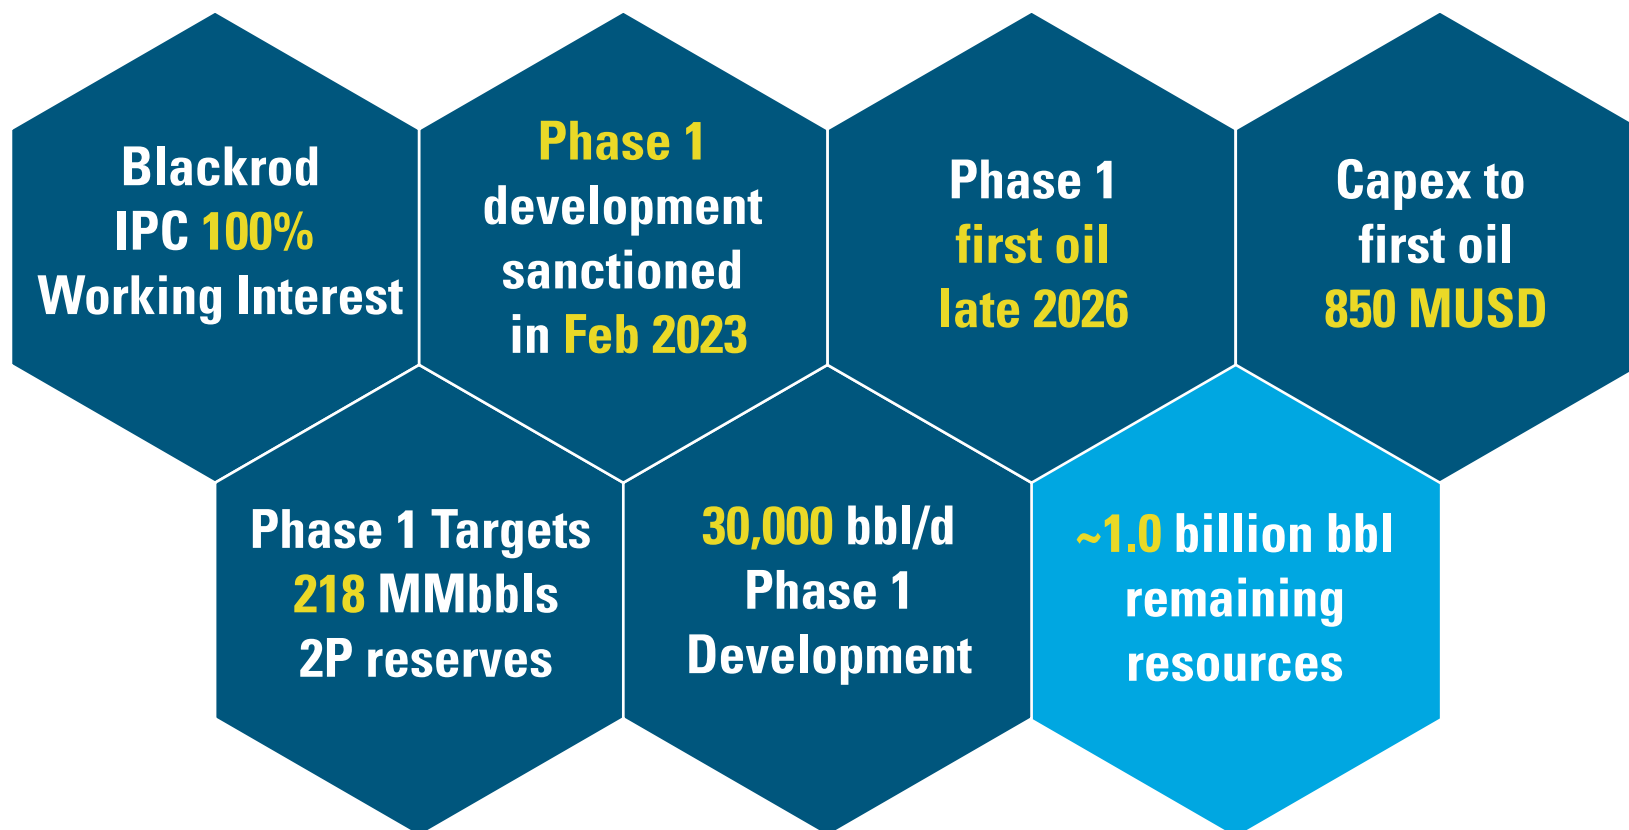 Blackrod
IPC 100%
Working Interest
Phase 1
development
sanctioned
in Feb 2023
Phase 1
first oil
late 2026
Capex to
first oil
850 MUSD
Phase 1 Targets
218 MMbbls
2P reserves
30,000 bbl/d
Phase 1
Development
~1.0 billion bbl
remaining
resources